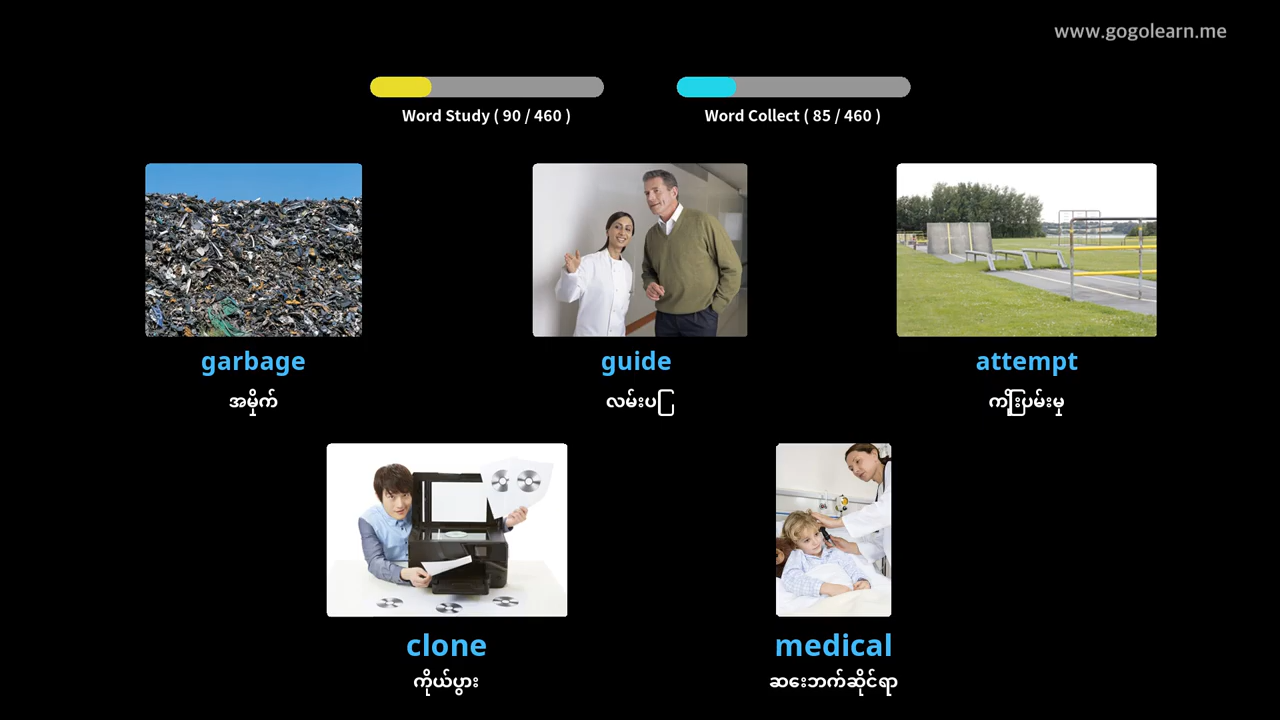 www.gogolearn.me
Word Study ( 90 / 460 )
Word Collect ( 85 / 460 )
garbage
guide
attempt
အမှိုက်
လမ်းပြ
ကြိုးပမ်းမှု
clone
medical
ကိုယ်ပွား
ဆေးဘက်ဆိုင်ရာ